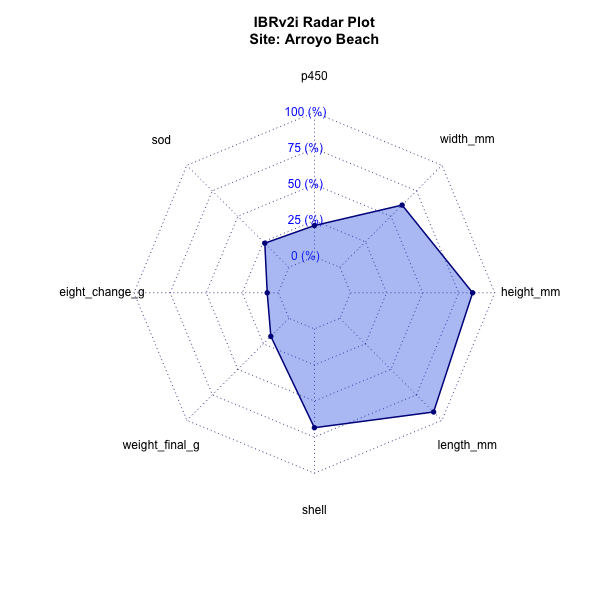 IBRv2i Radar Plot
Site: Arroyo Beach
p450
100 (%)
sod
width_mm
75 (%)
50 (%)
25 (%)
0 (%)
eight_change_g
height_mm
weight_final_g
length_mm
shell